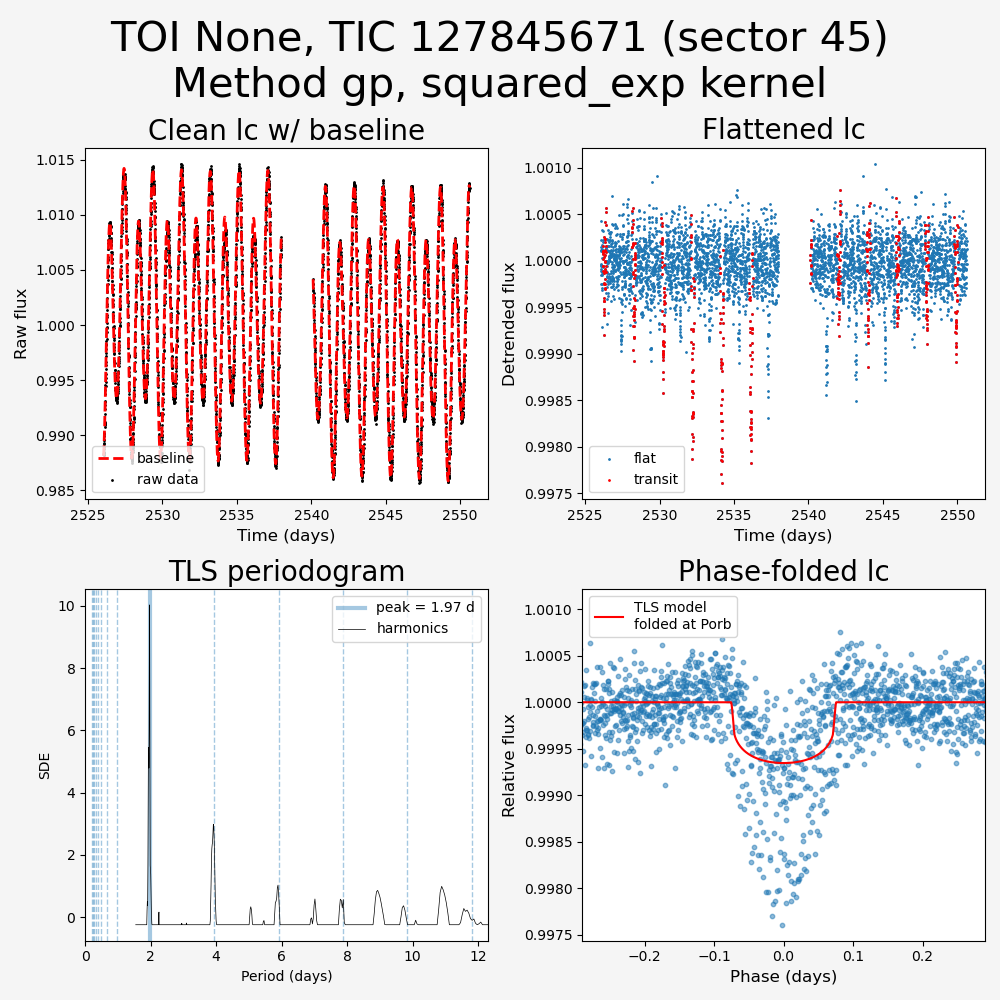 TOI None, TIC 127845671 (sector 45)
Method gp, squared_exp kernel
Clean lc w/ baseline
Raw flux
1.015
1.010
1.005
1.000
0.995
0.990
0.985
baseline
raw data
2525 2530 2535 2540 2545 2550
Time (days)
Flattened lc
Detrended flux
1.0010
1.0005
1.0000
0.9995
0.9990
0.9985
0.9980
0.9975
flat
transit
2525 2530 2535 2540 2545 2550
Time (days)
TLS periodogram
SDE
10
8
6
4
2
0
peak = 1.97 d
harmonics
0 2 4 6 8 10 12
Period (days)
Phase-folded lc
Relative flux
1.0010
1.0005
1.0000
0.9995
0.9990
0.9985
0.9980
0.9975
TLS model
folded at Porb
−0.2 −0.1 0.0 0.1 0.2
Phase (days)